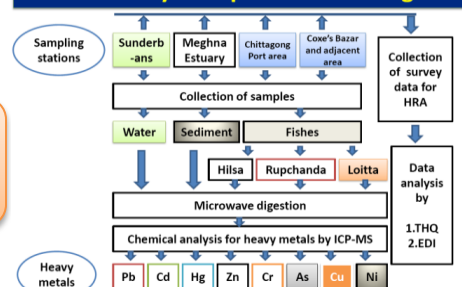 Sampling
stations
Sunderb
-ans
Meghna
Estuary
Chittagong
Port area
Coxe's Bazar
and adjacent
area
Collection
of survey
data for
HRA
Collection of samples
Water
Sediment
Fishes
Hilsa
Rupchanda
Loitta
Data
analysis
by
1.THQ
2.EDI
Microwave digestion
Chemical analysis for heavy metals by ICP-MS
Heavy
metals
Pb
Cd
Hg
Zn
Cr
As
Cu
Ni